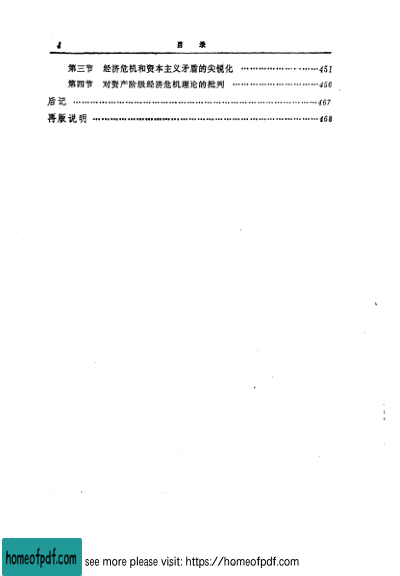 4 目 录
第三节 经济危机和资本主义矛盾的尖锐化 ……………………451
第四节 对资产阶级经济危机理论的批判 ……………………456
后记 ……………………………………………………………467
再版说明 ………………………………………………………468
homeofpdf.com see more please visit: https://homeofpdf.com